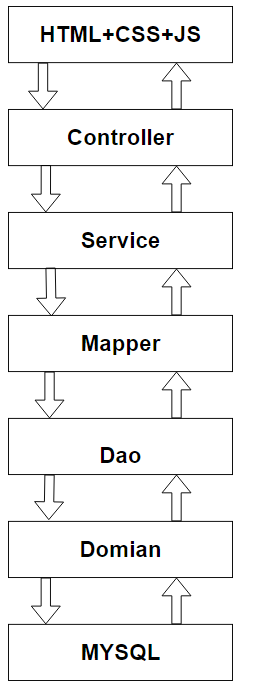 HTML+CSS+JS
Controller
Service
Mapper
Dao
Domian
MYSQL